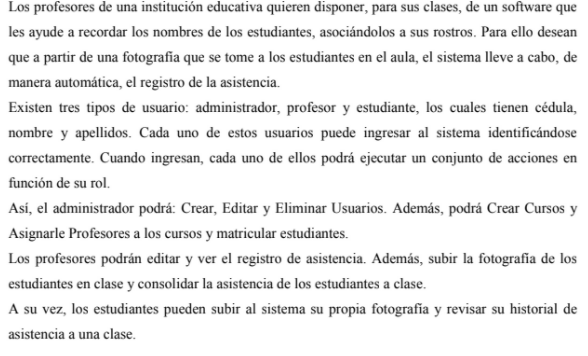 Los profesores de una institución educativa quieren disponer, para sus clases, de un software que
les ayude a recordar los nombres de los estudiantes, asociándolos a sus rostros. Para ello desean
que a partir de una fotografía que se tome a los estudiantes en el aula, el sistema lleve a cabo, de
manera automática, el registro de la asistencia.
Existen tres tipos de usuario: administrador, profesor y estudiante, los cuales tienen cédula,
nombre y apellidos. Cada uno de estos usuarios puede ingresar al sistema identificándose
correctamente. Cuando ingresan, cada uno de ellos podrá ejecutar un conjunto de acciones en
función de su rol.
Así, el administrador podrá: Crear, Editar y Eliminar Usuarios. Además, podrá Crear Cursos y
Asignarle Profesores a los cursos y matricular estudiantes.
Los profesores podrán editar y ver el registro de asistencia. Además, subir la fotografía de los
estudiantes en clase y consolidar la asistencia de los estudiantes a clase.
A su vez, los estudiantes pueden subir al sistema su propia fotografía y revisar su historial de
asistencia a una clase.